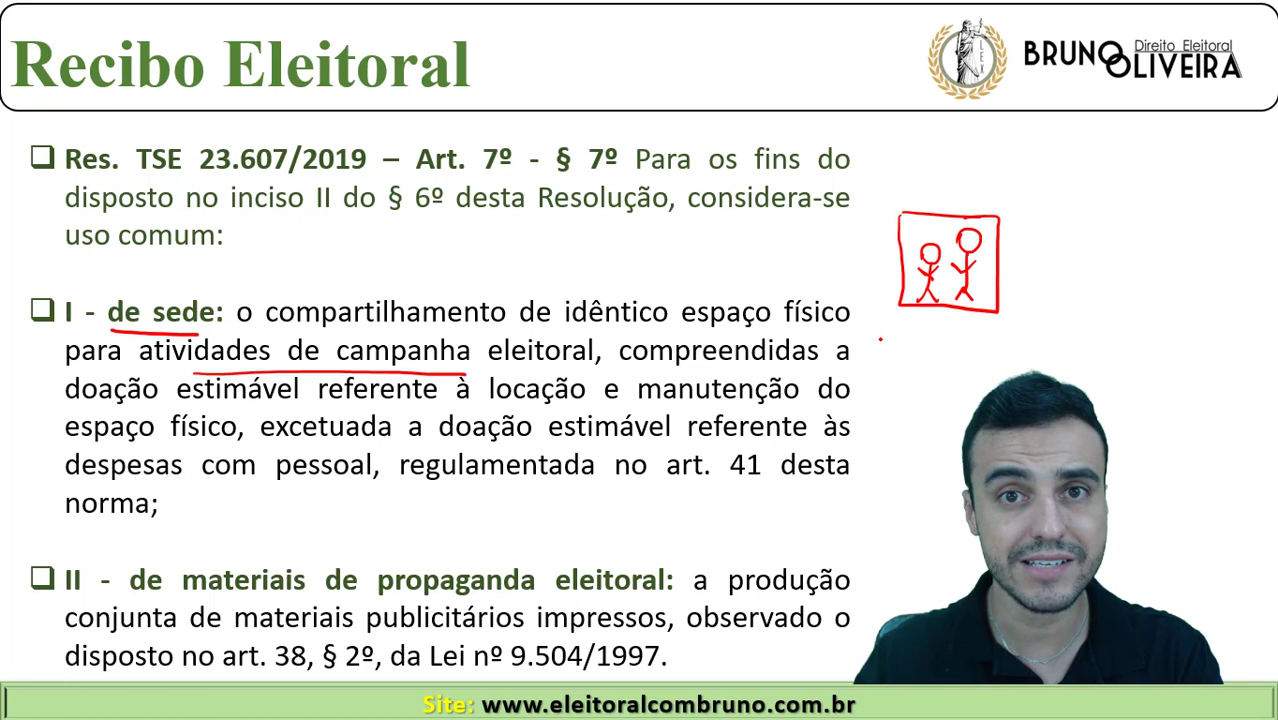 Recibo Eleitoral
LEX
BRUNO Direito Eleitoral
OLIVEIRA
Res. TSE 23.607/2019 – Art. 7º - § 7º Para os fins do
disposto no inciso II do § 6º desta Resolução, considera-se
uso comum:
I - de sede: o compartilhamento de idêntico espaço físico
para atividades de campanha eleitoral, compreendidas a
doação estimável referente à locação e manutenção do
espaço físico, excetuada a doação estimável referente às
despesas com pessoal, regulamentada no art. 41 desta
norma;
II - de materiais de propaganda eleitoral: a produção
conjunta de materiais publicitários impressos, observado o
disposto no art. 38, § 2º, da Lei nº 9.504/1997.
Site: www.eleitoralcombruno.com.br